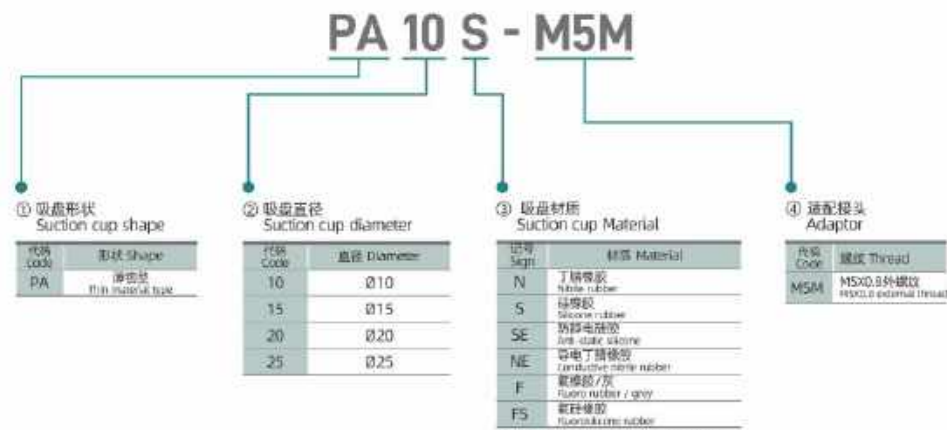 PA 10 S - M5M
① 吸盘形状
Suction cup shape
代码 形状 Shape
Code
PA 薄物型
Thin material type
② 吸盘直径
Suction cup diameter
代码 直径 Diameter
Code
10 Ø10
15 Ø15
20 Ø20
25 Ø25
③ 吸盘材质
Suction cup Material
记号 材质 Material
Sign
N 丁腈橡胶
Nitrile rubber
S 硅橡胶
Silicone rubber
SE 防静电硅胶
Anti-static silicone
NE 导电丁腈橡胶
Conductive nitrile rubber
F 氟橡胶/灰
Fluoro rubber / grey
FS 氟硅橡胶
Fluorosilicone rubber
④ 适配接头
Adaptor
代码 螺纹 Thread
Code
M5M M5X0.8外螺纹
M5X0.8 external thread